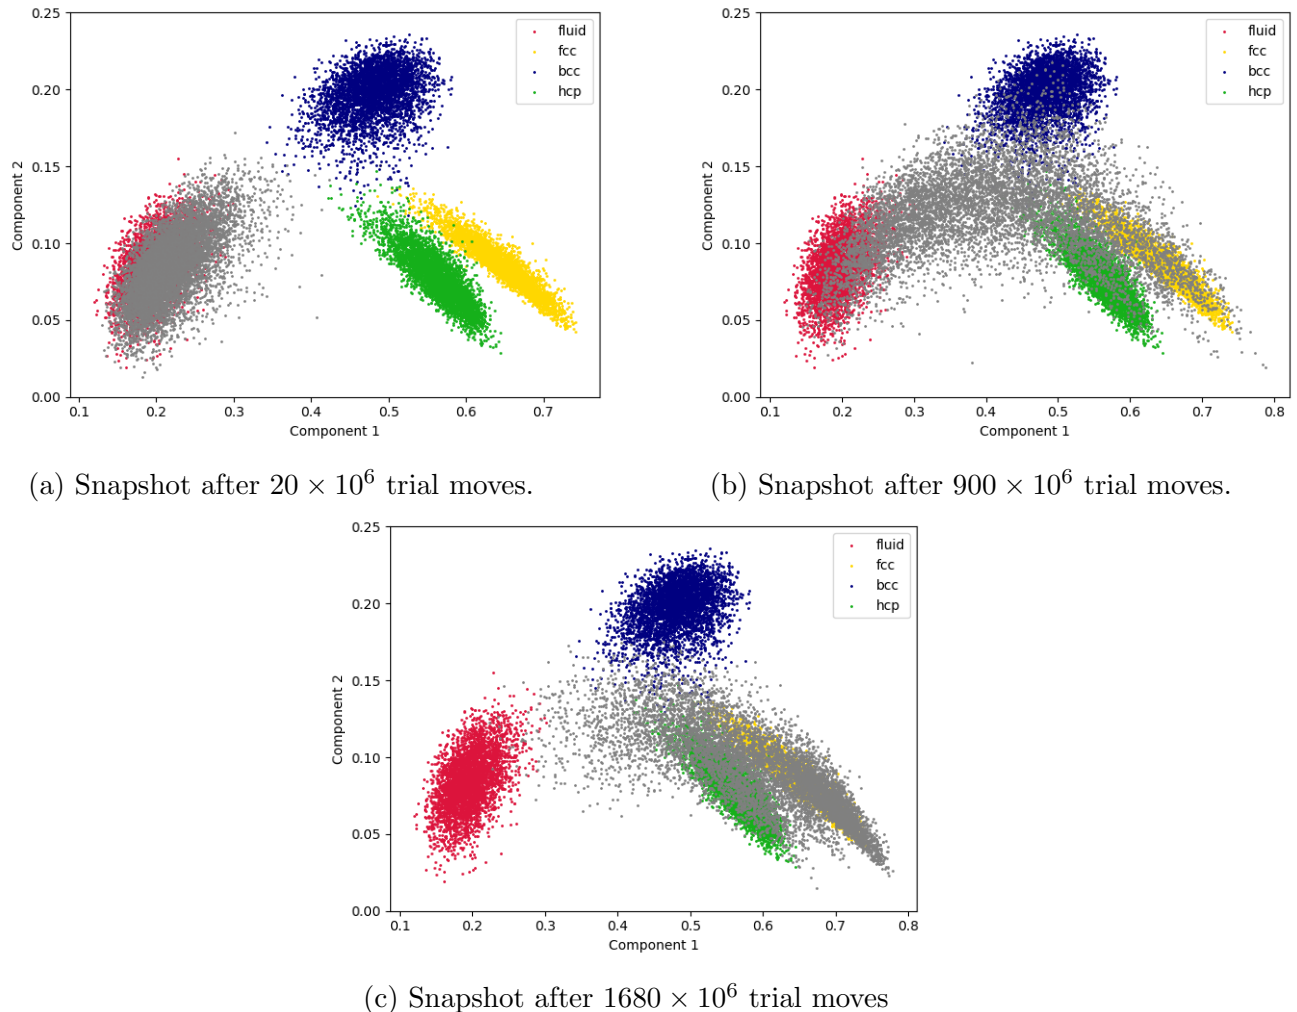 0.25
0.20
0.15
0.10
0.05
0.00
Component 2
0.1 0.2 0.3 0.4 0.5 0.6 0.7
Component 1
fluid
fcc
bcc
hcp
(a) Snapshot after 20 × 10⁶ trial moves.
0.25
0.20
0.15
0.10
0.05
0.00
Component 2
0.1 0.2 0.3 0.4 0.5 0.6 0.7 0.8
Component 1
fluid
fcc
bcc
hcp
(b) Snapshot after 900 × 10⁶ trial moves.
0.25
0.20
0.15
0.10
0.05
0.00
Component 2
0.1 0.2 0.3 0.4 0.5 0.6 0.7 0.8
Component 1
fluid
fcc
bcc
hcp
(c) Snapshot after 1680 × 10⁶ trial moves